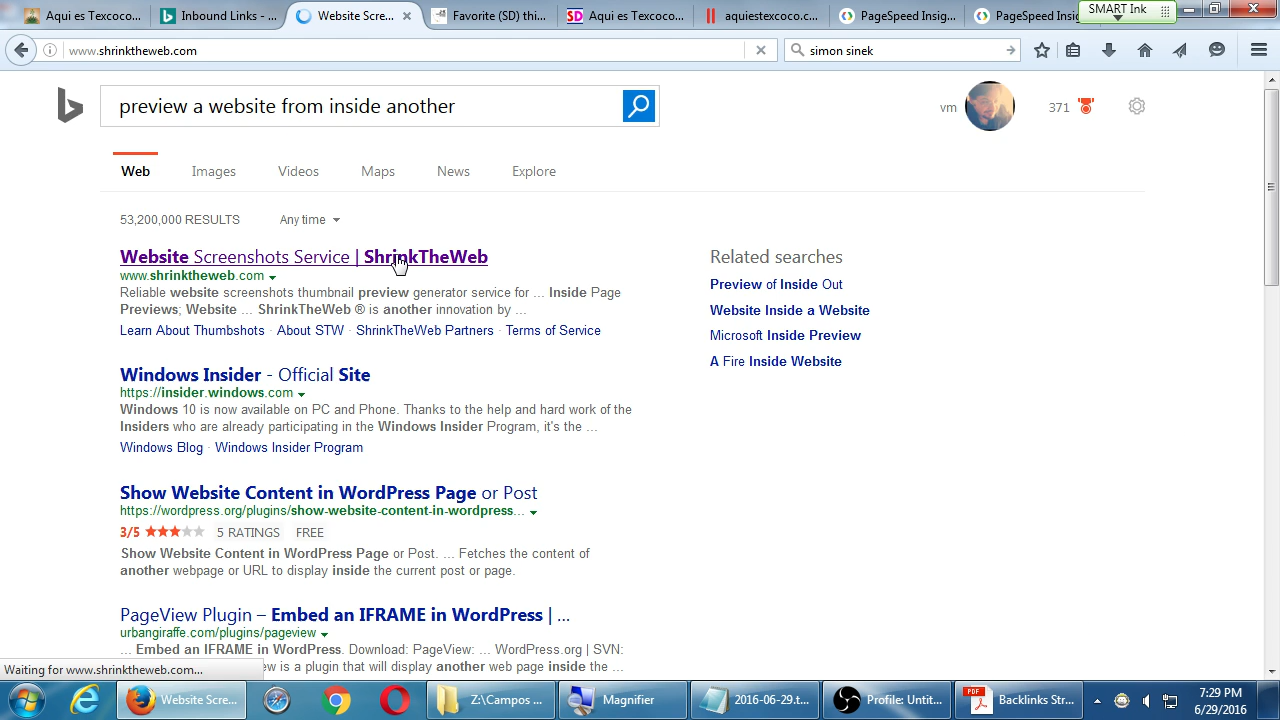 Aqui es Texcoco...
Inbound Links - ...
Website Scre...
Favorite (SD) thi...
Aqui es Texcoco...
aquiestexcoco.c...
PageSpeed Insig...
PageSpeed Insi
SMART Ink
www.shrinktheweb.com
simon sinek
preview a website from inside another
vm
371
Web
Images
Videos
Maps
News
Explore
53,200,000 RESULTS
Any time
Website Screenshots Service | ShrinkTheWeb
www.shrinktheweb.com
Reliable website screenshots thumbnail preview generator service for ... Inside Page
Previews; Website ... ShrinkTheWeb ® is another innovation by ...
Learn About Thumbshots · About STW · ShrinkTheWeb Partners · Terms of Service
Related searches
Preview of Inside Out
Website Inside a Website
Microsoft Inside Preview
A Fire Inside Website
Windows Insider - Official Site
https://insider.windows.com
Windows 10 is now available on PC and Phone. Thanks to the help and hard work of the
Insiders who are already participating in the Windows Insider Program, it's the ...
Windows Blog · Windows Insider Program
Show Website Content in WordPress Page or Post
https://wordpress.org/plugins/show-website-content-in-wordpress...
3/5
5 RATINGS
FREE
Show Website Content in WordPress Page or Post. ... Fetches the content of
another webpage or URL to display inside the current post or page.
PageView Plugin – Embed an IFRAME in WordPress | ...
urbangiraffe.com/plugins/pageview
... Embed an IFRAME in WordPress. Download: PageView: ... WordPress.org | SVN:
w is a plugin that will display another web page inside the ...
Waiting for www.shrinktheweb.com...
Website Scre...
Z:\Campos ...
Magnifier
2016-06-29.t...
Profile: Untit...
PDF
Backlinks Str...
7:29 PM
6/29/2016